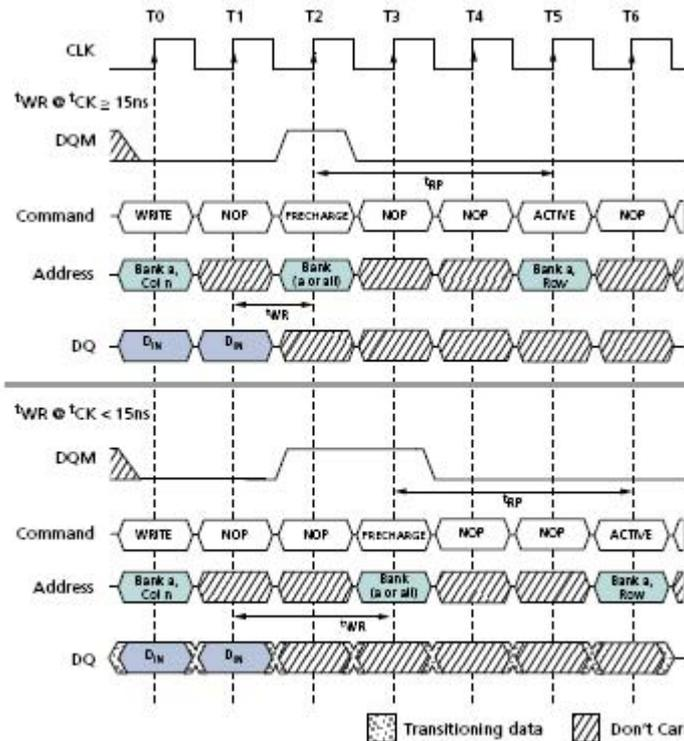 T0 T1 T2 T3 T4 T5 T6
CLK
tWR @ tCK ≥ 15ns
DQM
tRP
Command WRITE NOP PRECHARGE NOP NOP ACTIVE NOP
Address Bank a, Col n Bank (a or all) Bank a, Row
tWR
DQ DIN DIN
tWR @ tCK < 15ns
DQM
tRP
Command WRITE NOP NOP PRECHARGE NOP NOP ACTIVE
Address Bank a, Col n Bank (a or all) Bank a, Row
tWR
DQ DIN DIN
Transitioning data Don't Car